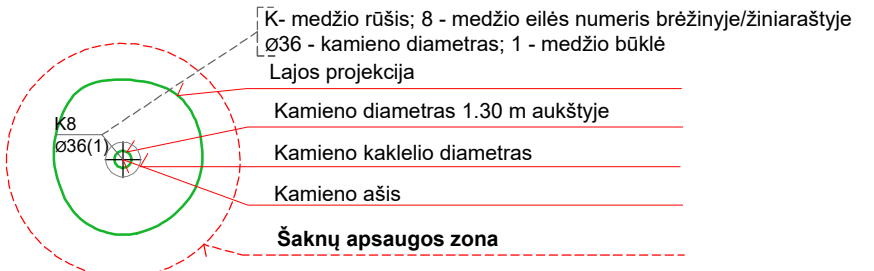 K- medžio rūšis; 8 - medžio eilės numeris brėžinyje/žiniaraštyje
Ø36 - kamieno diametras; 1 - medžio būklė
Lajos projekcija
Kamieno diametras 1.30 m aukštyje
K8
Ø36(1)
Kamieno kaklelio diametras
Kamieno ašis
Šaknų apsaugos zona